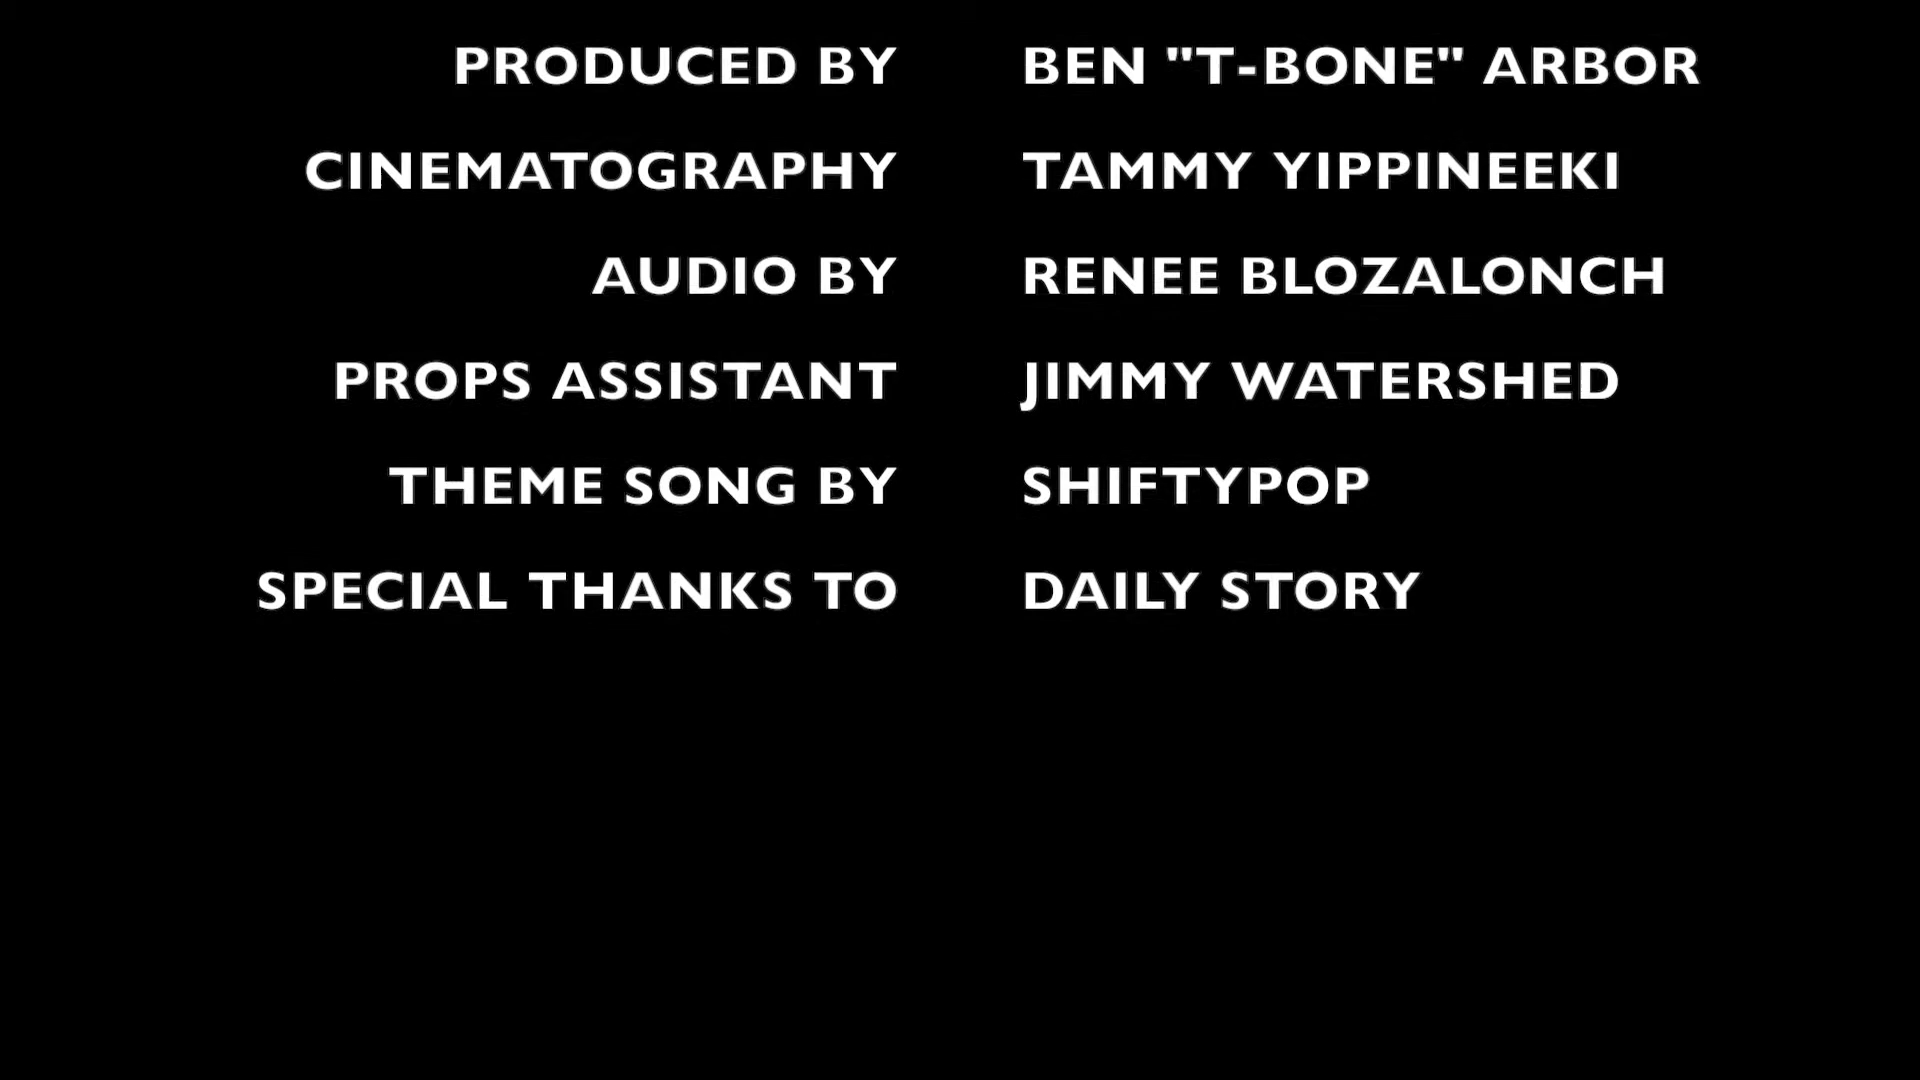 PRODUCED BY BEN "T-BONE" ARBOR
CINEMATOGRAPHY TAMMY YIPPINEEKI
AUDIO BY RENEE BLOZALONCH
PROPS ASSISTANT JIMMY WATERSHED
THEME SONG BY SHIFTYPOP
SPECIAL THANKS TO DAILY STORY